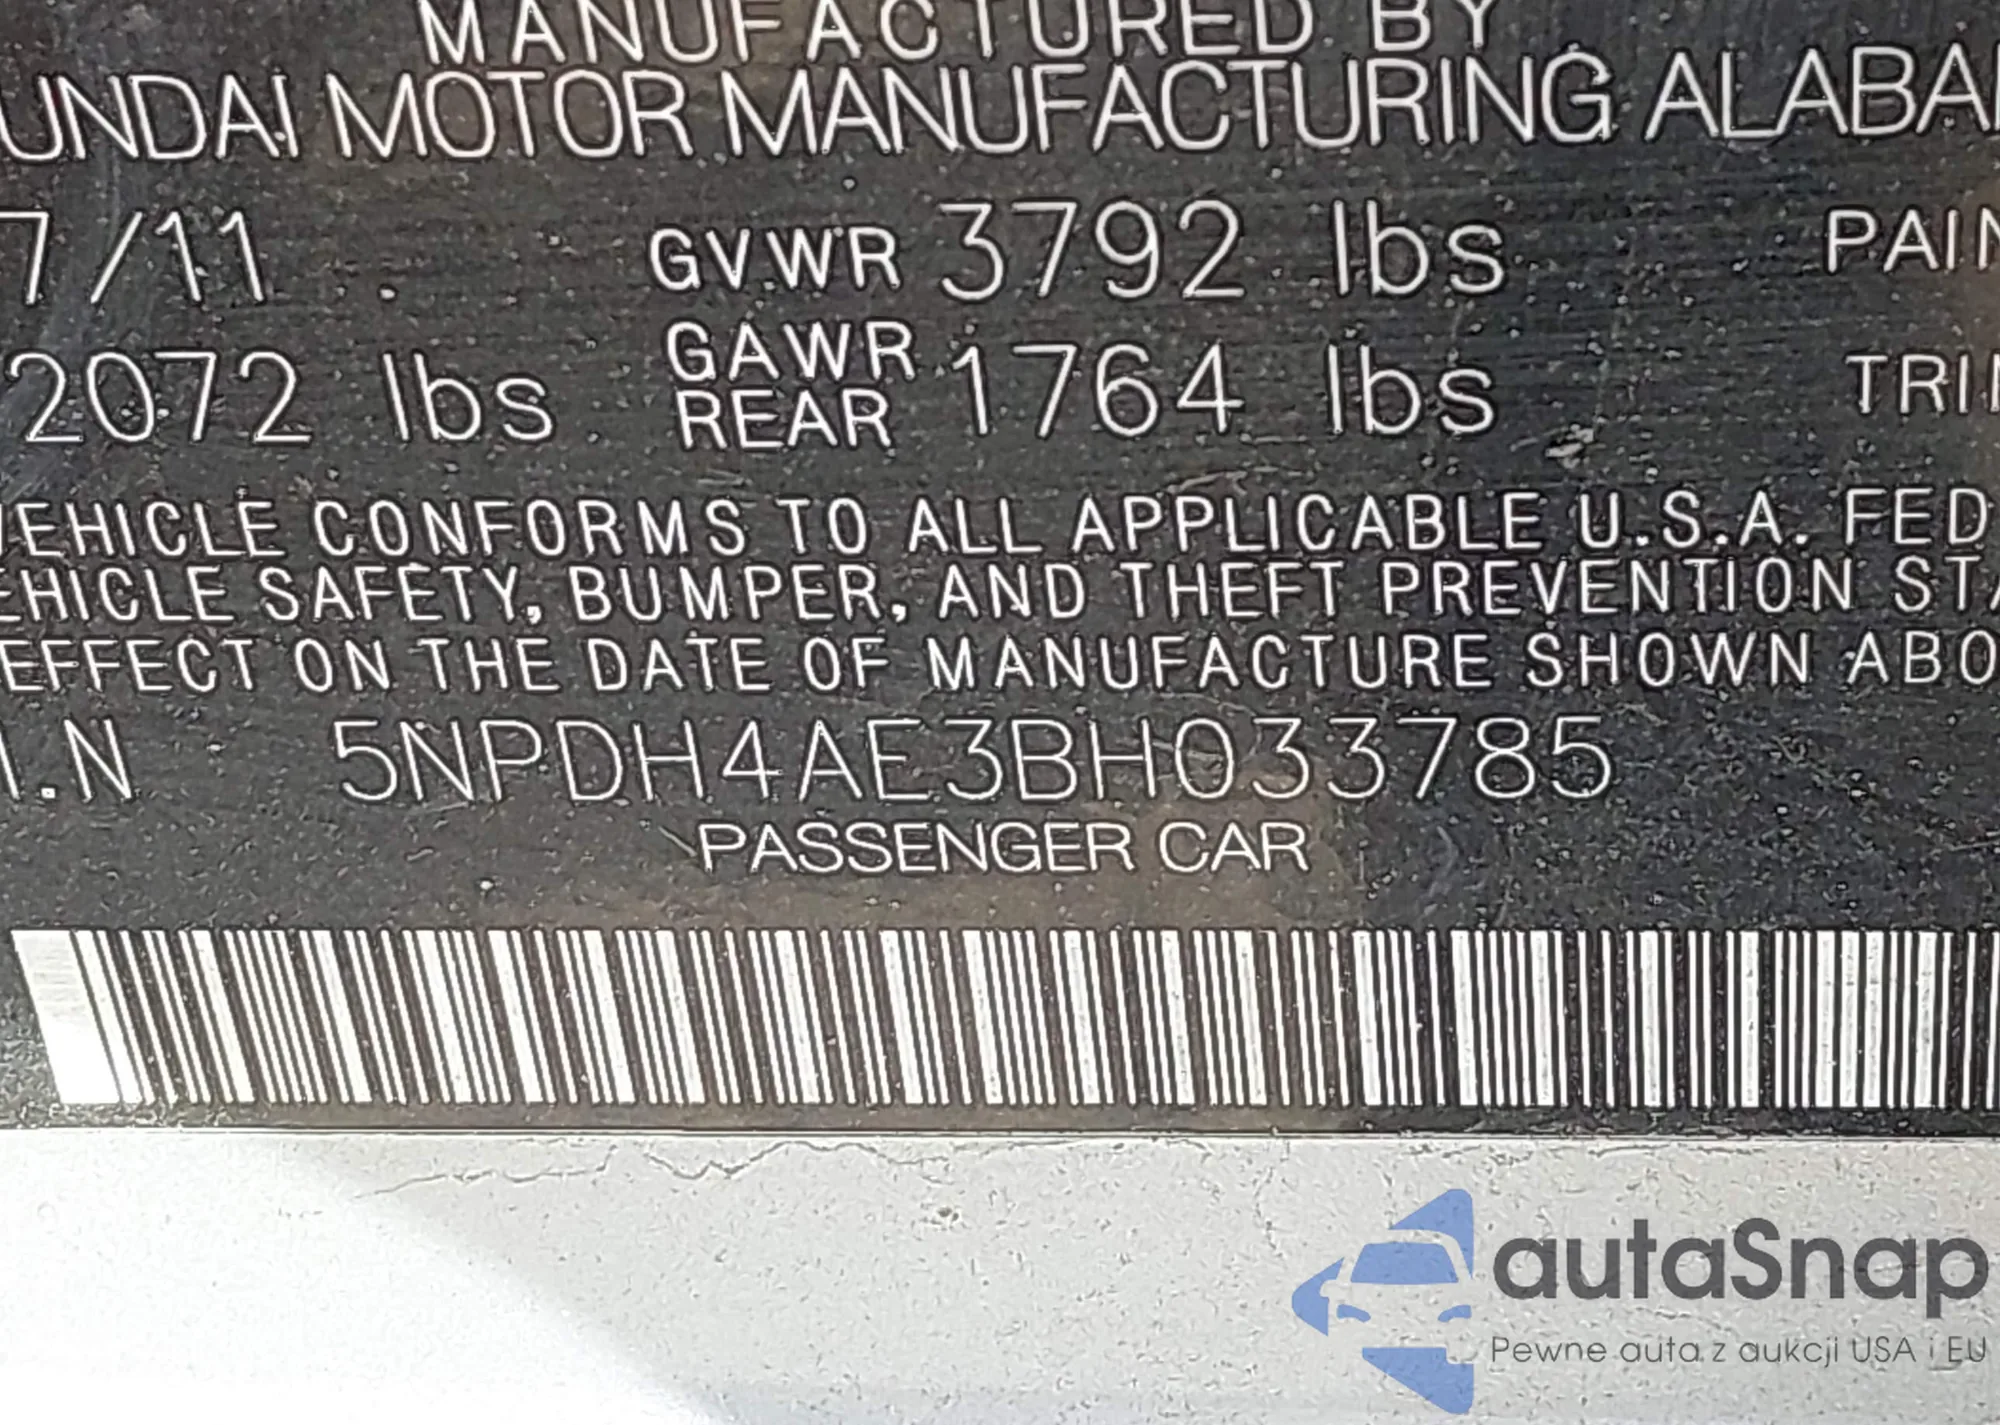 MANUFACTURED BY
UNDAI MOTOR MANUFACTURING ALABA
7/11 GVWR 3792 lbs PAIN
2072 lbs GAWR REAR 1764 lbs TRI
VEHICLE CONFORMS TO ALL APPLICABLE U.S.A. FED
EHICLE SAFETY, BUMPER, AND THEFT PREVENTION STA
EFFECT ON THE DATE OF MANUFACTURE SHOWN ABO
I.N 5NPDH4AE3BH033785
PASSENGER CAR
autaSnap
Pewne auta z aukcji USA i EU